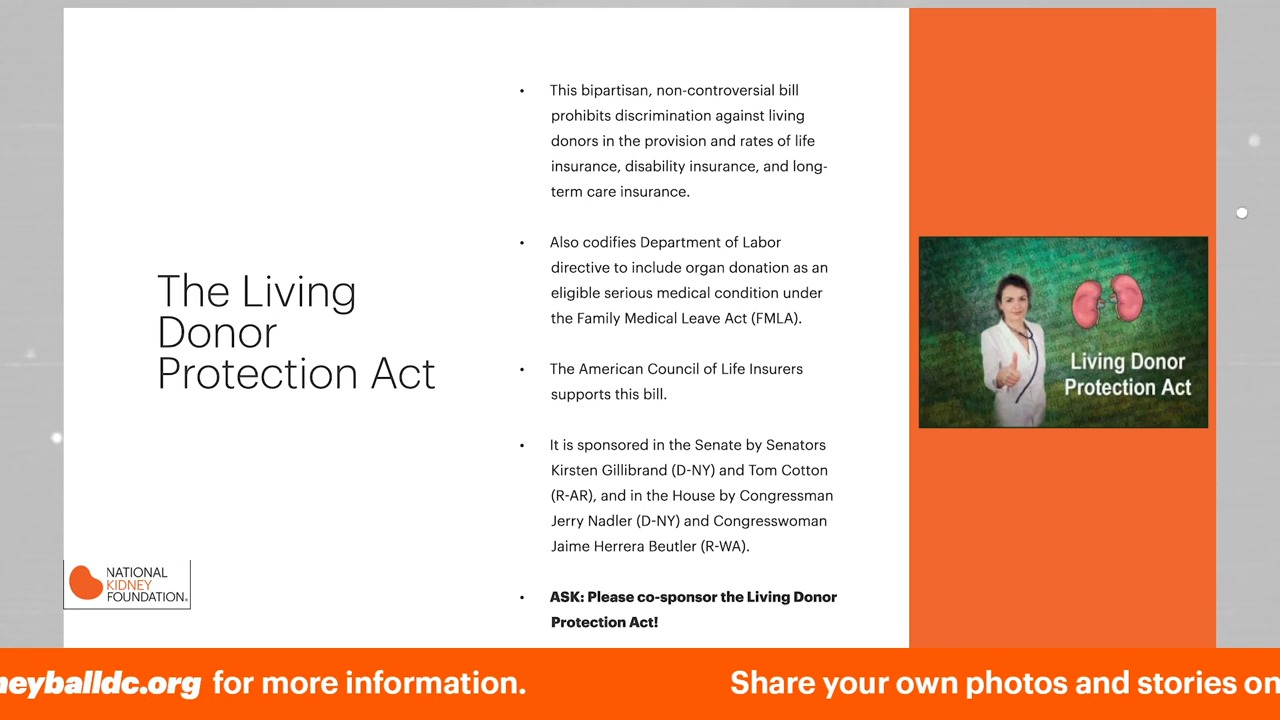 The Living
Donor
Protection Act
• This bipartisan, non-controversial bill
prohibits discrimination against living
donors in the provision and rates of life
insurance, disability insurance, and long-
term care insurance.
• Also codifies Department of Labor
directive to include organ donation as an
eligible serious medical condition under
the Family Medical Leave Act (FMLA).
• The American Council of Life Insurers
supports this bill.
• It is sponsored in the Senate by Senators
Kirsten Gillibrand (D-NY) and Tom Cotton
(R-AR), and in the House by Congressman
Jerry Nadler (D-NY) and Congresswoman
Jaime Herrera Beutler (R-WA).
• ASK: Please co-sponsor the Living Donor
Protection Act!
Living Donor
Protection Act
NATIONAL
KIDNEY
FOUNDATION®
neyballdc.org for more information.
Share your own photos and stories on